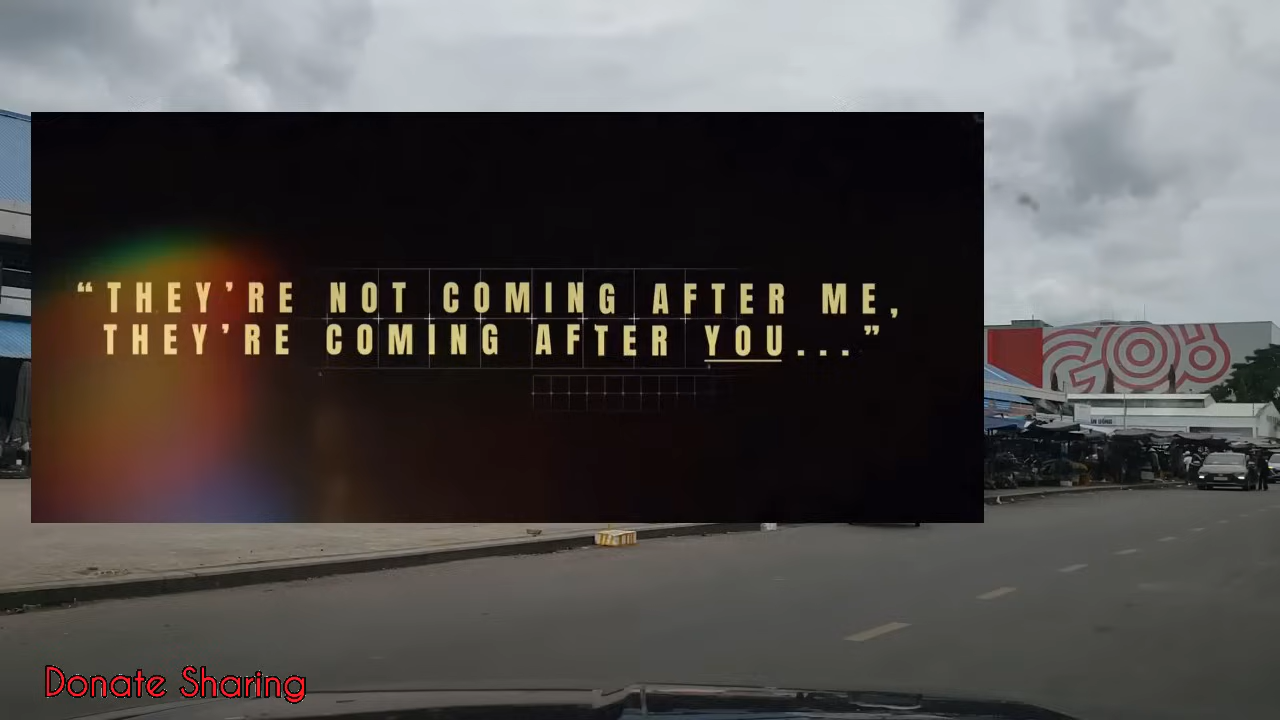 “THEY’RE NOT COMING AFTER ME,
THEY’RE COMING AFTER YOU...”
GO!
Donate Sharing